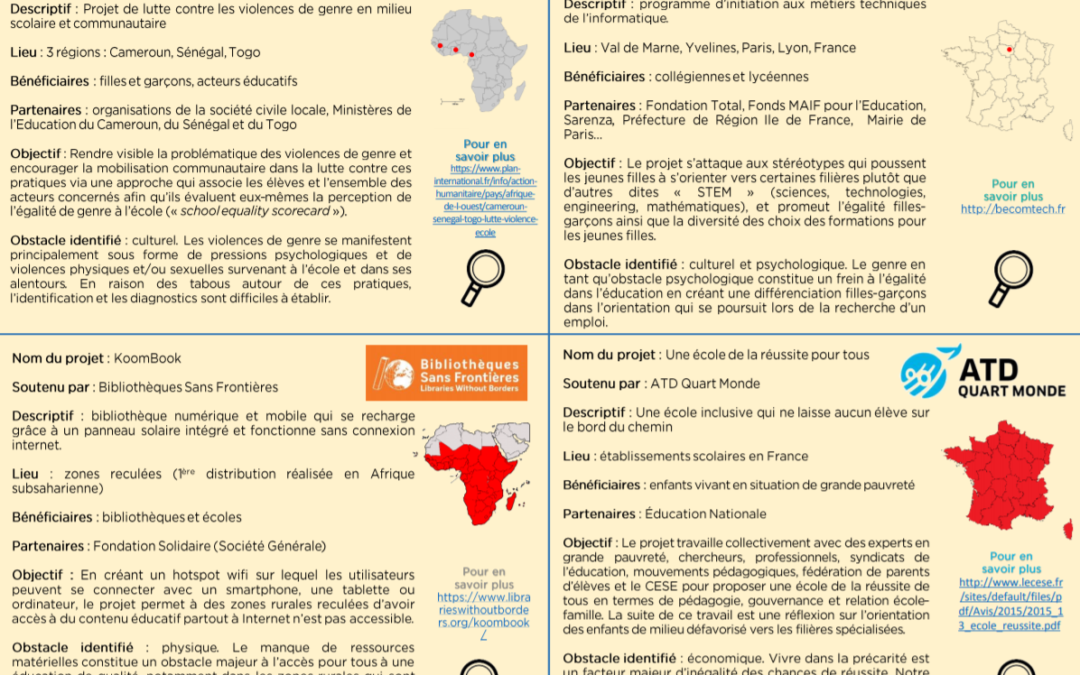 Descriptif : Projet de lutte contre les violences de genre en milieu
scolaire et communautaire
Lieu : 3 régions : Cameroun, Sénégal, Togo
Bénéficiaires : filles et garçons, acteurs éducatifs
Partenaires : organisations de la société civile locale, Ministères de
l'Education du Cameroun, du Sénégal et du Togo
Objectif : Rendre visible la problématique des violences de genre et
encourager la mobilisation communautaire dans la lutte contre ces
pratiques via une approche qui associe les élèves et l'ensemble des
acteurs concernés afin qu'ils évaluent eux-mêmes la perception de
l'égalité de genre à l'école (« school equality scorecard »).
Obstacle identifié : culturel. Les violences de genre se manifestent
principalement sous forme de pressions psychologiques et de
violences physiques et/ou sexuelles survenant à l'école et dans ses
alentours. En raison des tabous autour de ces pratiques,
l'identification et les diagnostics sont difficiles à établir.
Pour en
savoir plus
https://www.plan-
international.fr/info/action-
humanitaire/pays/afrique-
de-l-ouest/cameroun-
senegal-togo-lutte-violence-
ecole
Descriptif : programme d'initiation aux métiers techniques
de l'informatique.
Lieu : Val de Marne, Yvelines, Paris, Lyon, France
Bénéficiaires : collégiennes et lycéennes
Partenaires : Fondation Total, Fonds MAIF pour l'Education,
Sarenza, Préfecture de Région Ile de France, Mairie de
Paris...
Objectif : Le projet s'attaque aux stéréotypes qui poussent
les jeunes filles à s'orienter vers certaines filières plutôt que
d'autres dites « STEM » (sciences, technologies,
engineering, mathématiques), et promeut l'égalité filles-
garçons ainsi que la diversité des choix des formations pour
les jeunes filles.
Obstacle identifié : culturel et psychologique. Le genre en
tant qu'obstacle psychologique constitue un frein à l'égalité
dans l'éducation en créant une différenciation filles-garçons
dans l'orientation qui se poursuit lors de la recherche d'un
emploi.
Pour en
savoir plus
http://becomtech.fr
Nom du projet : KoomBook
Soutenu par : Bibliothèques Sans Frontières
Descriptif : bibliothèque numérique et mobile qui se recharge
grâce à un panneau solaire intégré et fonctionne sans connexion
internet.
Lieu : zones reculées (1ère distribution réalisée en Afrique
subsaharienne)
Bénéficiaires : bibliothèques et écoles
Partenaires : Fondation Solidaire (Société Générale)
Objectif : En créant un hotspot wifi sur lequel les utilisateurs
peuvent se connecter avec un smartphone, une tablette ou
ordinateur, le projet permet à des zones rurales reculées d'avoir
accès à du contenu éducatif partout à Internet n'est pas accessible.
Obstacle identifié : physique. Le manque de ressources
matérielles constitue un obstacle majeur à l'accès pour tous à une
éducation de qualité, notamment dans les zones rurales qui sont
Bibliothèques
Sans Frontières
Libraries Without Borders
Pour en
savoir plus
https://www.libra
rieswithoutborde
rs.org/koombook
/
Nom du projet : Une école de la réussite pour tous
Soutenu par : ATD Quart Monde
Descriptif : Une école inclusive qui ne laisse aucun élève sur
le bord du chemin
Lieu : établissements scolaires en France
Bénéficiaires : enfants vivant en situation de grande pauvreté
Partenaires : Éducation Nationale
Objectif : Le projet travaille collectivement avec des experts en
grande pauvreté, chercheurs, professionnels, syndicats de
l'éducation, mouvements pédagogiques, fédération de parents
d'élèves et le CESE pour proposer une école de la réussite de
tous en termes de pédagogie, gouvernance et relation école-
famille. La suite de ce travail est une réflexion sur l'orientation
des enfants de milieu défavorisé vers les filières spécialisées.
Obstacle identifié : économique. Vivre dans la précarité est
un facteur majeur d'inégalité des chances de réussite. Notre
ATD
QUART MONDE
Pour en
savoir plus
http://www.lecese.fr
/sites/default/files/p
df/Avis/2015/2015_1
3_ecole_reussite.pdf